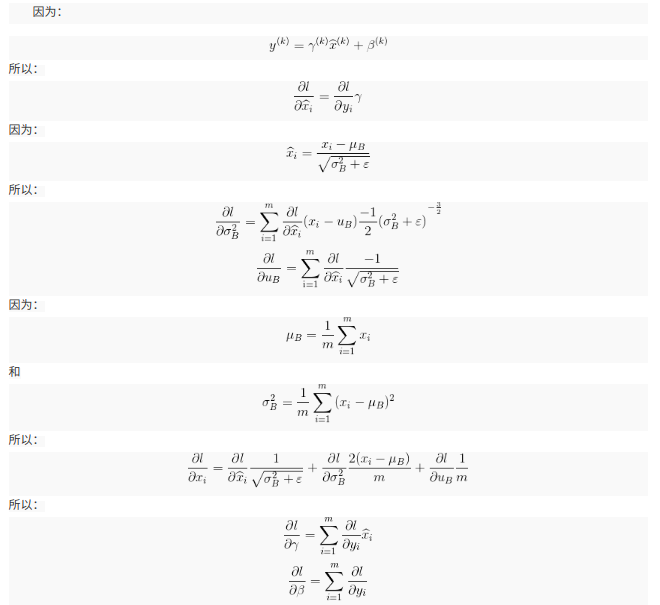 因为：
$y^{(k)} = \gamma^{(k)} \widehat{x}^{(k)} + \beta^{(k)}$
所以：
$\frac{\partial l}{\partial \widehat{x}_i} = \frac{\partial l}{\partial y_i} \gamma$
因为：
$\widehat{x}_i = \frac{x_i - \mu_B}{\sqrt{\sigma_B^2 + \varepsilon}}$
所以：
$\frac{\partial l}{\partial \sigma_B^2} = \sum_{i=1}^{m} \frac{\partial l}{\partial \widehat{x}_i} (x_i - u_B) \frac{-1}{2} (\sigma_B^2 + \varepsilon)^{-\frac{3}{2}}$
$\frac{\partial l}{\partial u_B} = \sum_{i=1}^{m} \frac{\partial l}{\partial \widehat{x}_i} \frac{-1}{\sqrt{\sigma_B^2 + \varepsilon}}$
因为：
$\mu_B = \frac{1}{m} \sum_{i=1}^{m} x_i$
和
$\sigma_B^2 = \frac{1}{m} \sum_{i=1}^{m} (x_i - \mu_B)^2$
所以：
$\frac{\partial l}{\partial x_i} = \frac{\partial l}{\partial \widehat{x}_i} \frac{1}{\sqrt{\sigma_B^2 + \varepsilon}} + \frac{\partial l}{\partial \sigma_B^2} \frac{2(x_i - \mu_B)}{m} + \frac{\partial l}{\partial u_B} \frac{1}{m}$
所以：
$\frac{\partial l}{\partial \gamma} = \sum_{i=1}^{m} \frac{\partial l}{\partial y_i} \widehat{x}_i$
$\frac{\partial l}{\partial \beta} = \sum_{i=1}^{m} \frac{\partial l}{\partial y_i}$